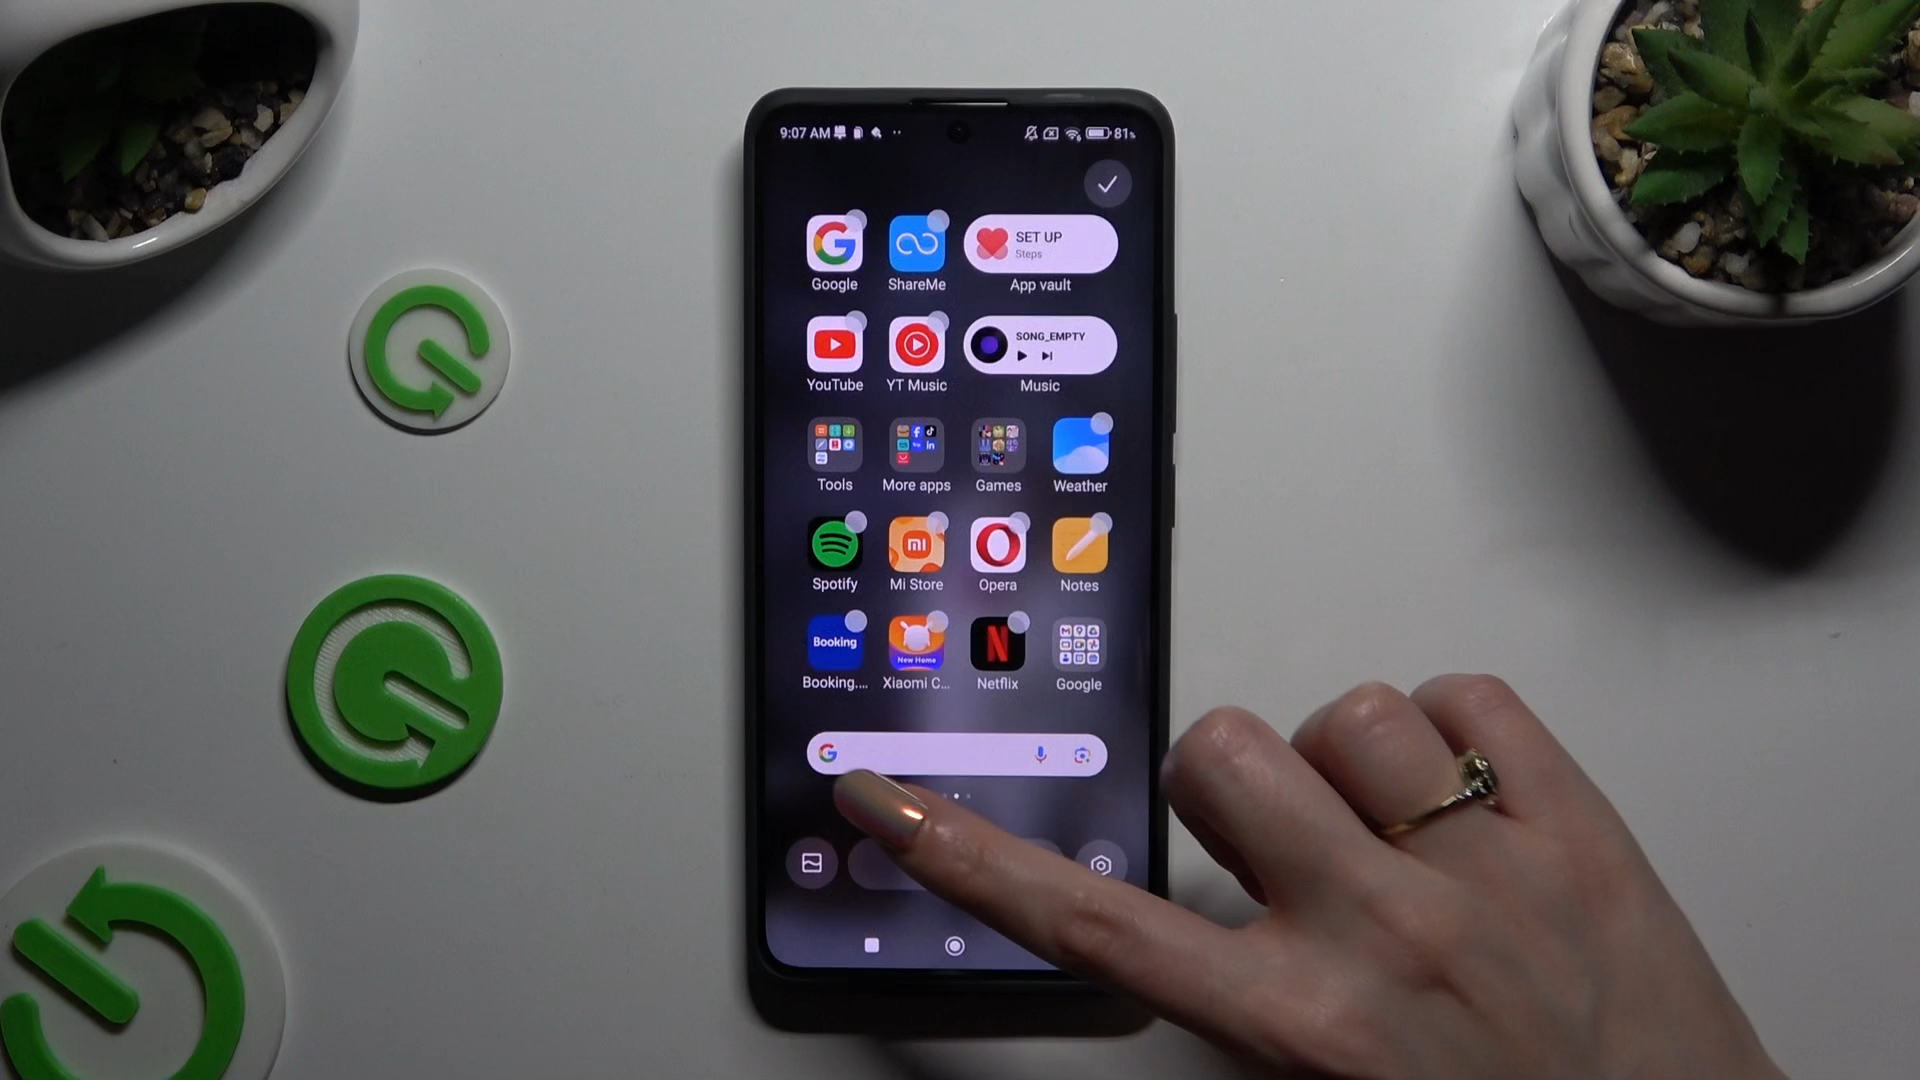 9:07 AM 81%
SET UP
Steps
Google ShareMe App vault
SONG_EMPTY
YouTube YT Music Music
Tools More apps Games Weather
mi
Spotify Mi Store Opera Notes
Booking
New Home
N
Booking.... Xiaomi C... Netflix Google